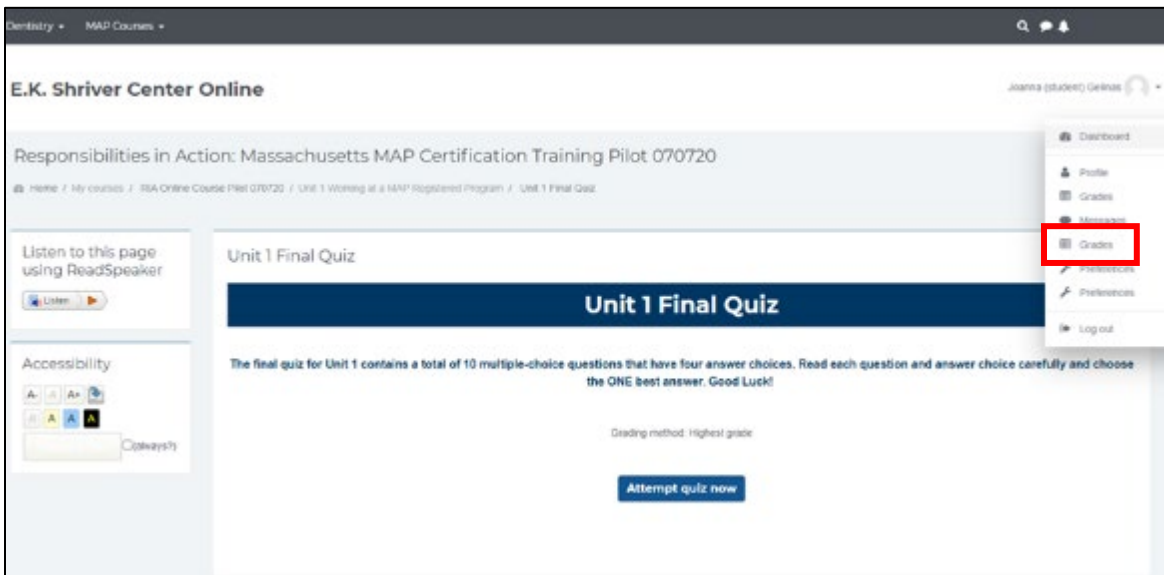 Dentistry MAP Courses
E.K. Shriver Center Online
Joanna (student) Gelinas
Responsibilities in Action: Massachusetts MAP Certification Training Pilot 070720
Home / My courses / RIA Online Course Pilot 070720 / Unit 1 Working at a MAP Registered Program / Unit 1 Final Quiz
Dashboard
Profile
Grades
Messages
Grades
Preferences
Preferences
Log out
Listen to this page
using ReadSpeaker
Listen
Accessibility
A- A A+
A A A A
(always?)
Unit 1 Final Quiz
Unit 1 Final Quiz
The final quiz for Unit 1 contains a total of 10 multiple-choice questions that have four answer choices. Read each question and answer choice carefully and choose
the ONE best answer. Good Luck!
Grading method: Highest grade
Attempt quiz now